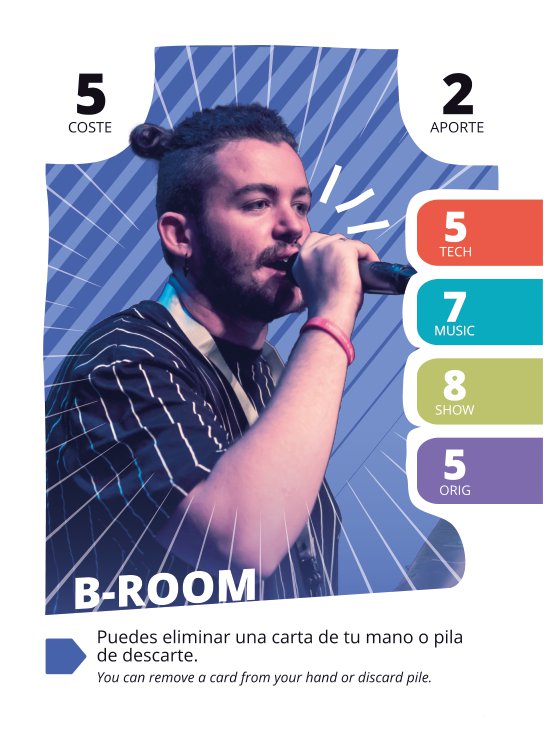 5
COSTE
2
APORTE
5
TECH
7
MUSIC
8
SHOW
5
ORIG
B-ROOM
Puedes eliminar una carta de tu mano o pila
de descarte.
You can remove a card from your hand or discard pile.